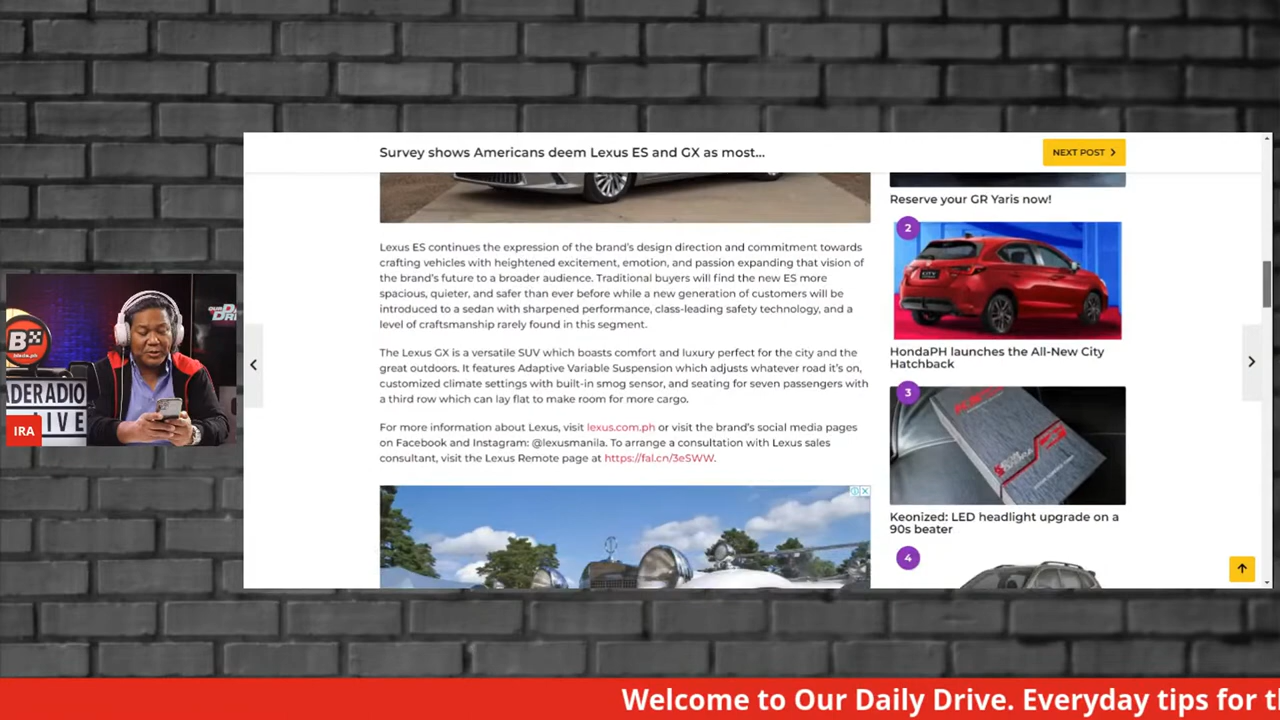 Survey shows Americans deem Lexus ES and GX as most...
NEXT POST
Lexus ES continues the expression of the brand's design direction and commitment towards
crafting vehicles with heightened excitement, emotion, and passion expanding that vision of
the brand's future to a broader audience. Traditional buyers will find the new ES more
spacious, quieter, and safer than ever before while a new generation of customers will be
introduced to a sedan with sharpened performance, class-leading safety technology, and a
level of craftsmanship rarely found in this segment.
The Lexus GX is a versatile SUV which boasts comfort and luxury perfect for the city and the
great outdoors. It features Adaptive Variable Suspension which adjusts whatever road it's on,
customized climate settings with built-in smog sensor, and seating for seven passengers with
a third row which can lay flat to make room for more cargo.
For more information about Lexus, visit lexus.com.ph or visit the brand's social media pages
on Facebook and Instagram: @lexusmanila. To arrange a consultation with Lexus sales
consultant, visit the Lexus Remote page at https://fal.cn/3eSWW.
Reserve your GR Yaris now!
2
CITY
HondaPH launches the All-New City
Hatchback
3
Keonized: LED headlight upgrade on a
90s beater
4
B
DERADIO
LIVE
IRA
Welcome to Our Daily Drive. Everyday tips for t